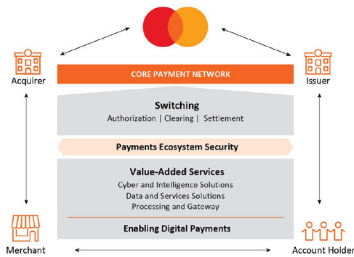 Acquirer
Issuer
CORE PAYMENT NETWORK
Switching
Authorization | Clearing | Settlement
Payments Ecosystem Security
Value-Added Services
Cyber and Intelligence Solutions
Data and Services Solutions
Processing and Gateway
Enabling Digital Payments
Merchant
Account Holder